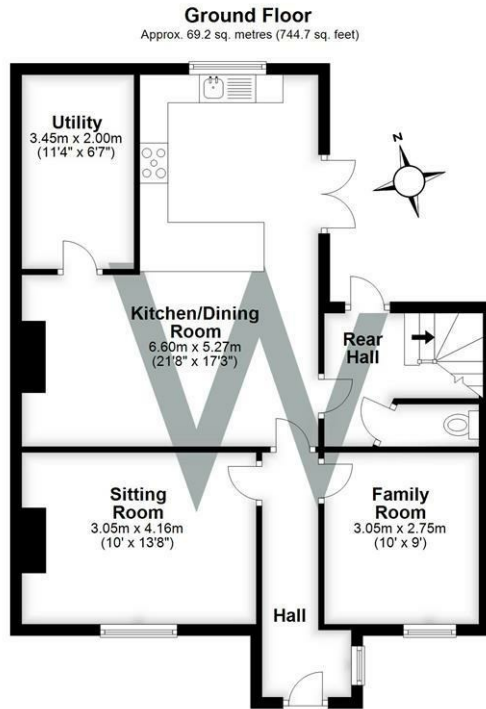 Ground Floor
Approx. 69.2 sq. metres (744.7 sq. feet)
Utility
3.45m x 2.00m
(11'4" x 6'7")
N
Kitchen/Dining
Room
6.60m x 5.27m
(21'8" x 17'3")
Rear
Hall
Sitting
Room
3.05m x 4.16m
(10' x 13'8")
Family
Room
3.05m x 2.75m
(10' x 9')
Hall
W